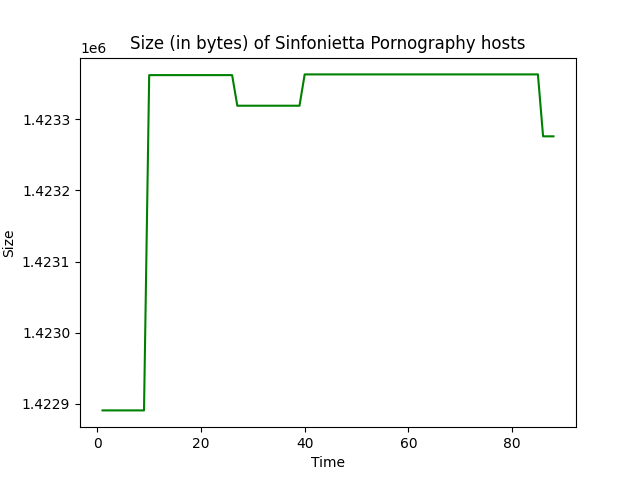 Size (in bytes) of Sinfonietta Pornography hosts
1e6
1.4233
1.4232
1.4231
1.4230
1.4229
Size
0 20 40 60 80
Time